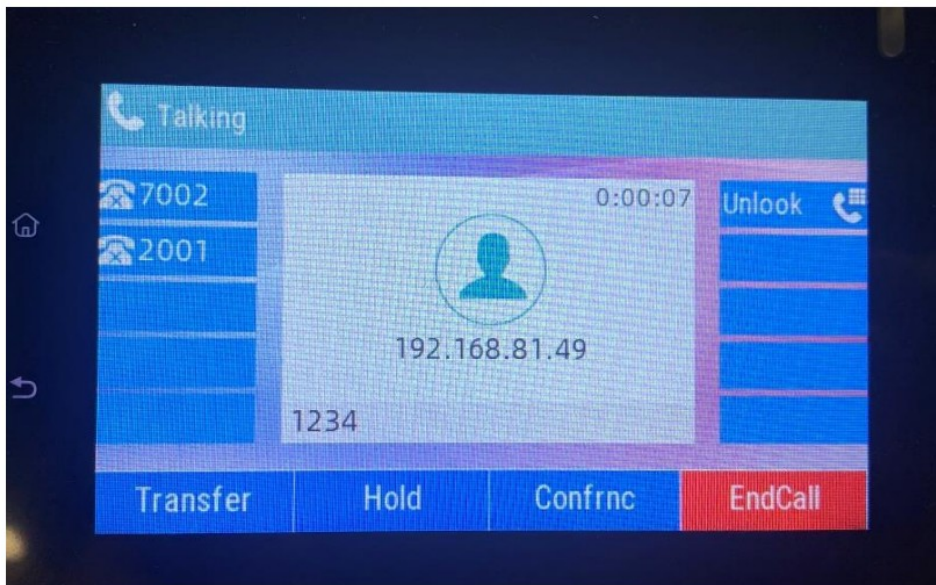 Talking
7002
2001
0:00:07
192.168.81.49
1234
Unlook
Transfer Hold Confrnc EndCall